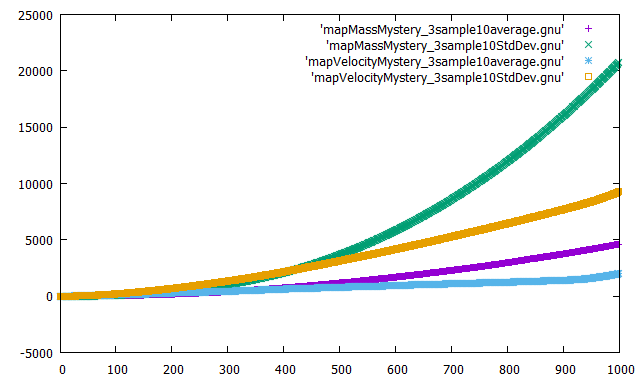 25000
20000
15000
10000
5000
0
-5000
'mapMassMystery_3sample10average.gnu'
'mapMassMystery_3sample10StdDev.gnu'
'mapVelocityMystery_3sample10average.gnu'
'mapVelocityMystery_3sample10StdDev.gnu'
0 100 200 300 400 500 600 700 800 900 1000